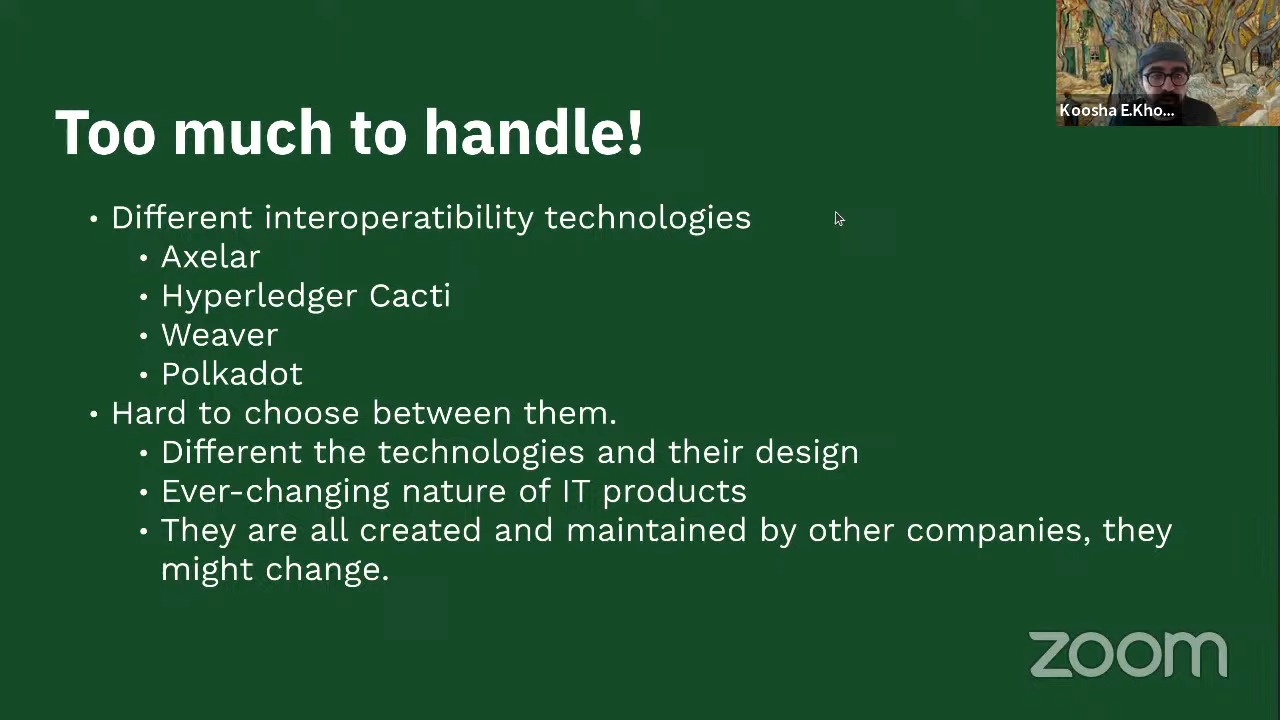 Koosha E.Kho...
Too much to handle!
• Different interoperatibility technologies
• Axelar
• Hyperledger Cacti
• Weaver
• Polkadot
• Hard to choose between them.
• Different the technologies and their design
• Ever-changing nature of IT products
• They are all created and maintained by other companies, they
might change.
zoom